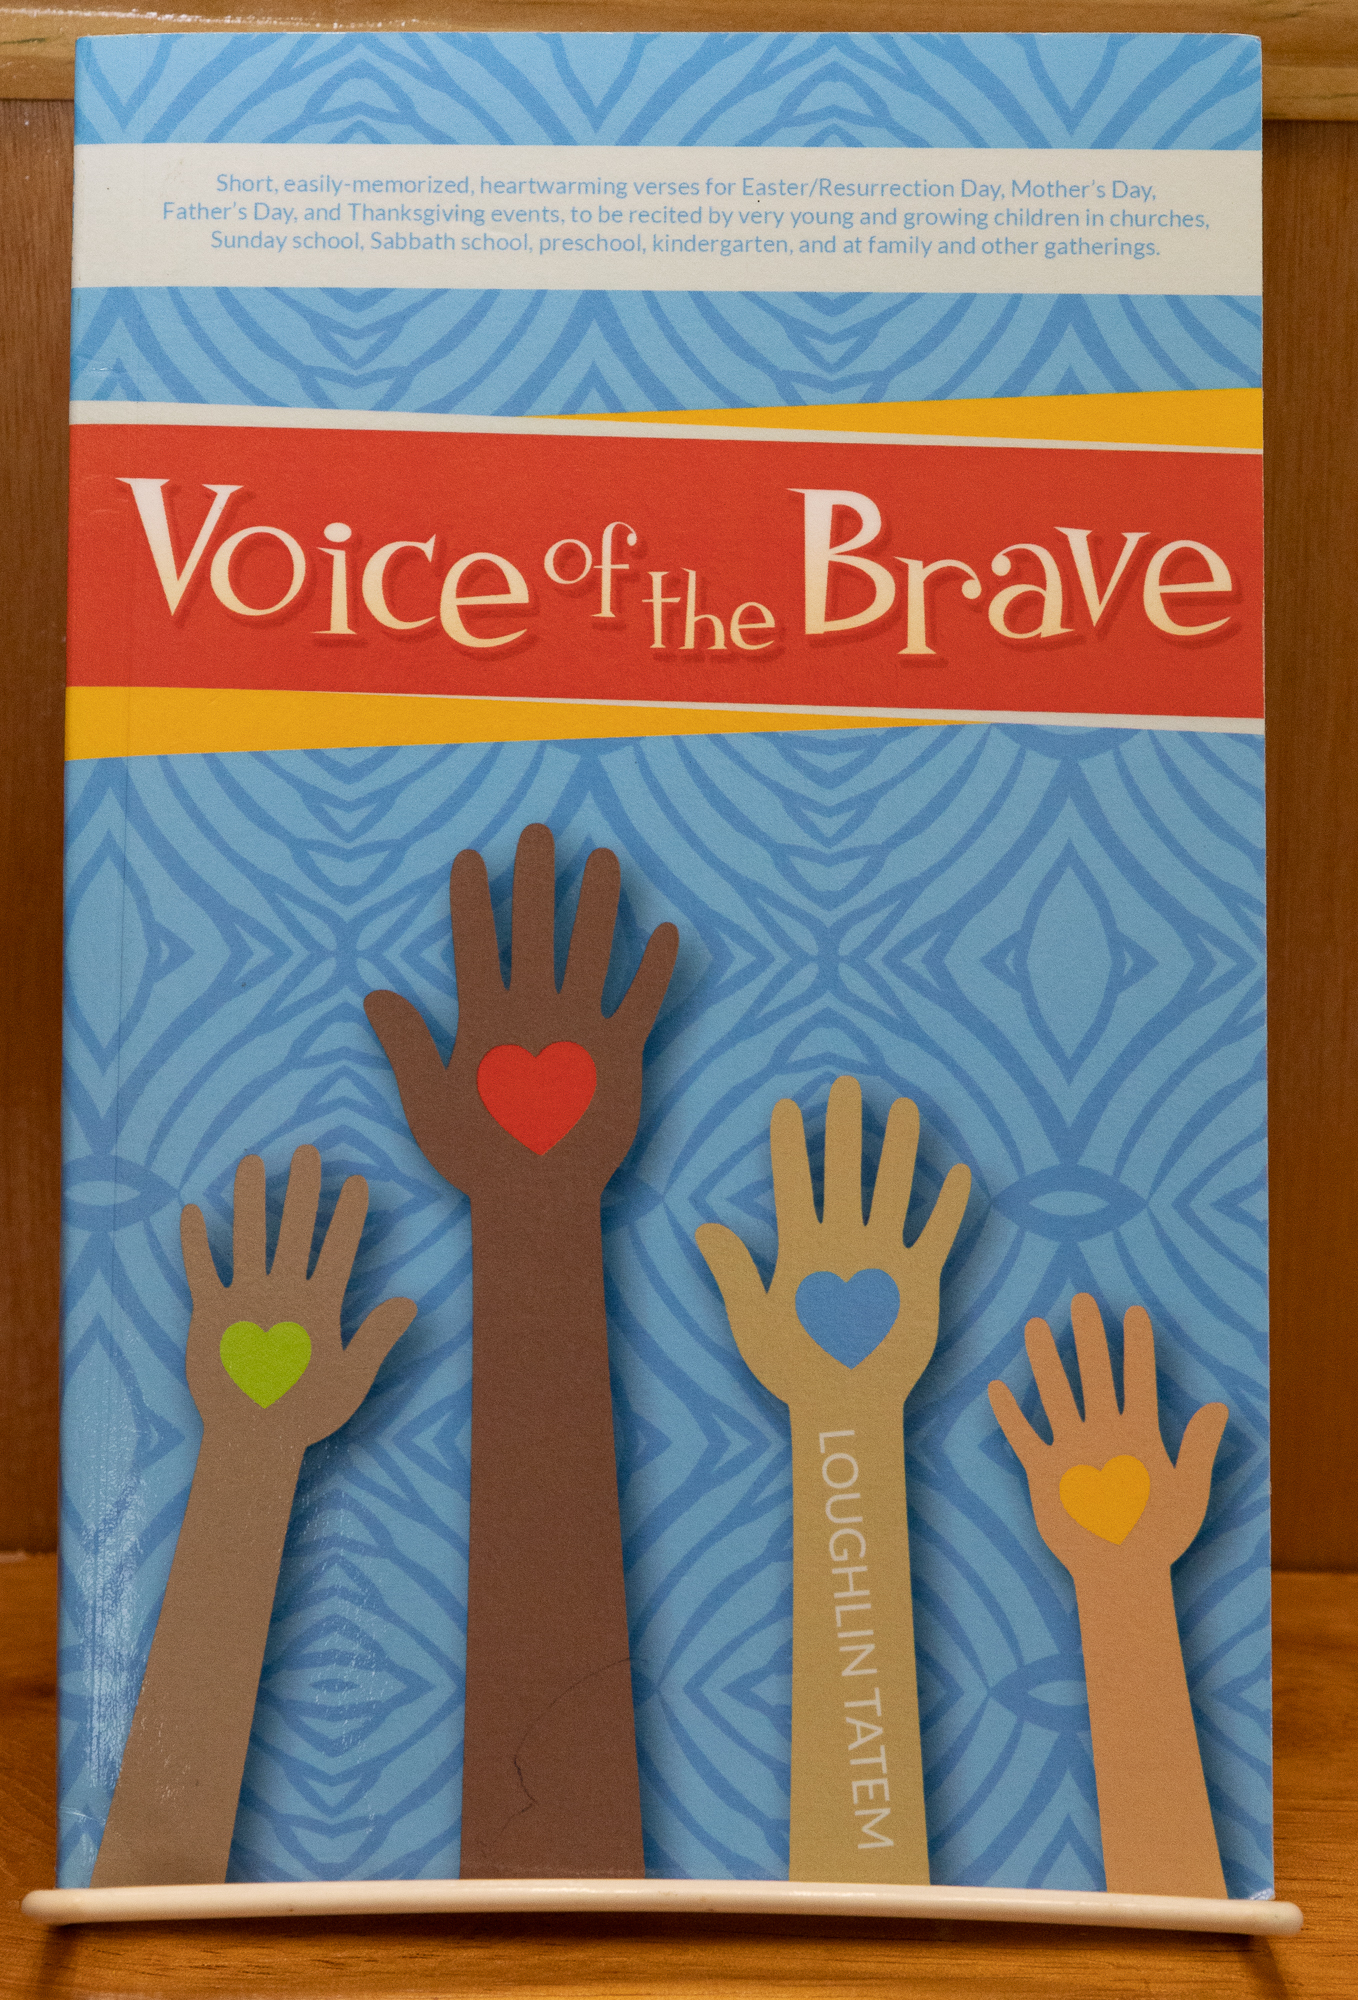 Short, easily-memorized, heartwarming verses for Easter/Resurrection Day, Mother's Day,
Father's Day, and Thanksgiving events, to be recited by very young and growing children in churches,
Sunday school, Sabbath school, preschool, kindergarten, and at family and other gatherings.
Voice of the Brave
LOUGHLIN TATEM